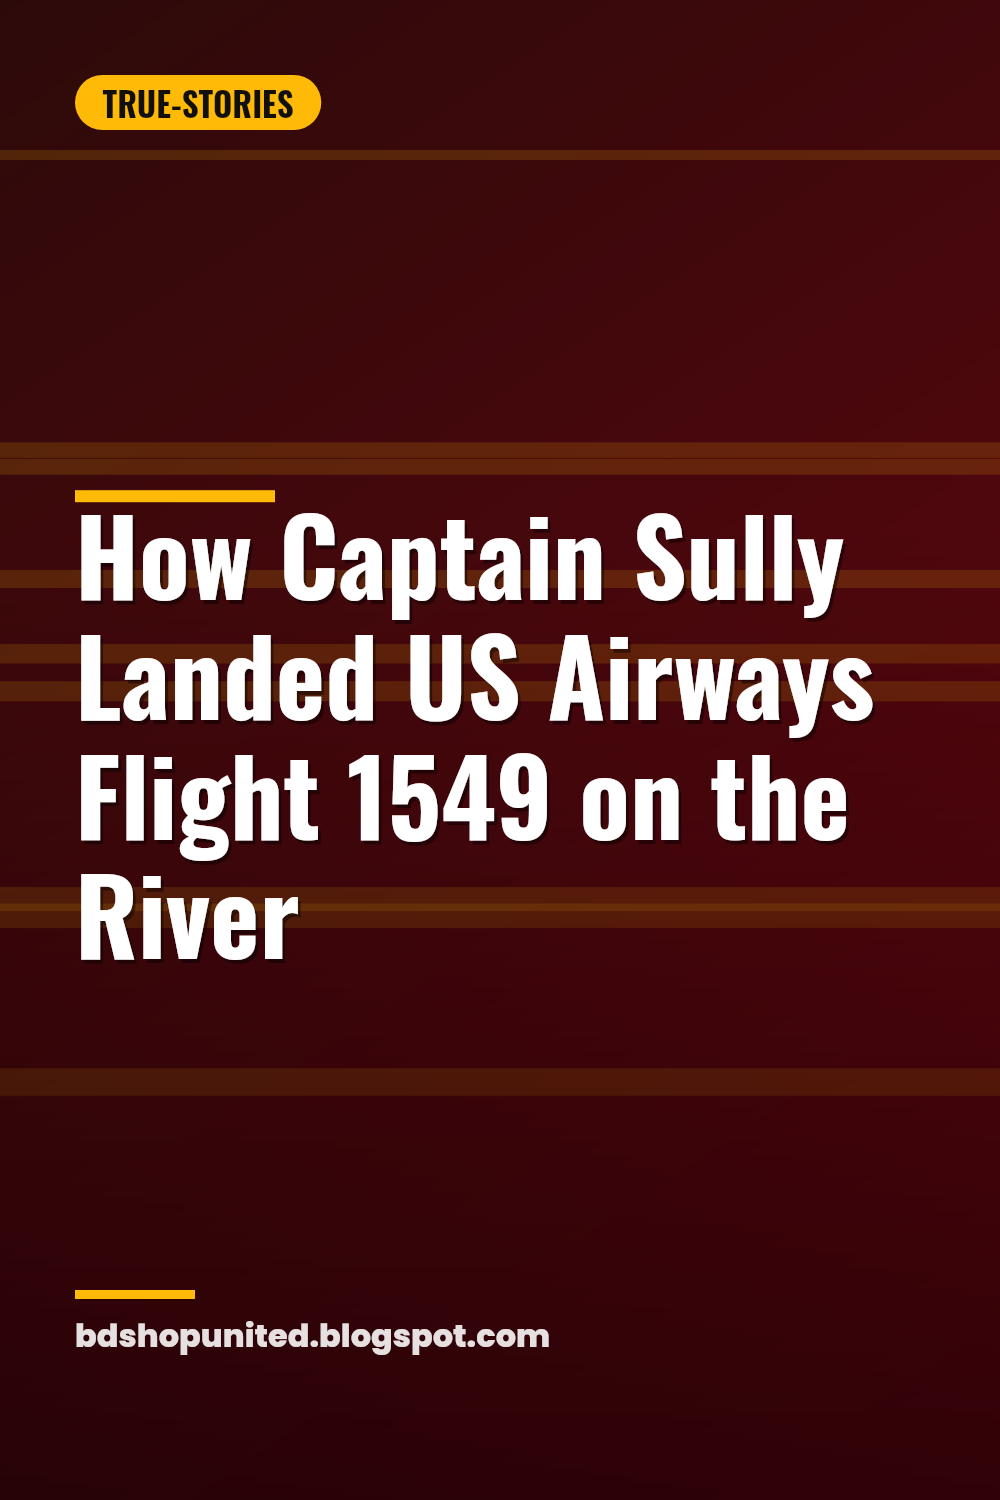 TRUE-STORIES
How Captain Sully
Landed US Airways
Flight 1549 on the
River
bdshopunited.blogspot.com